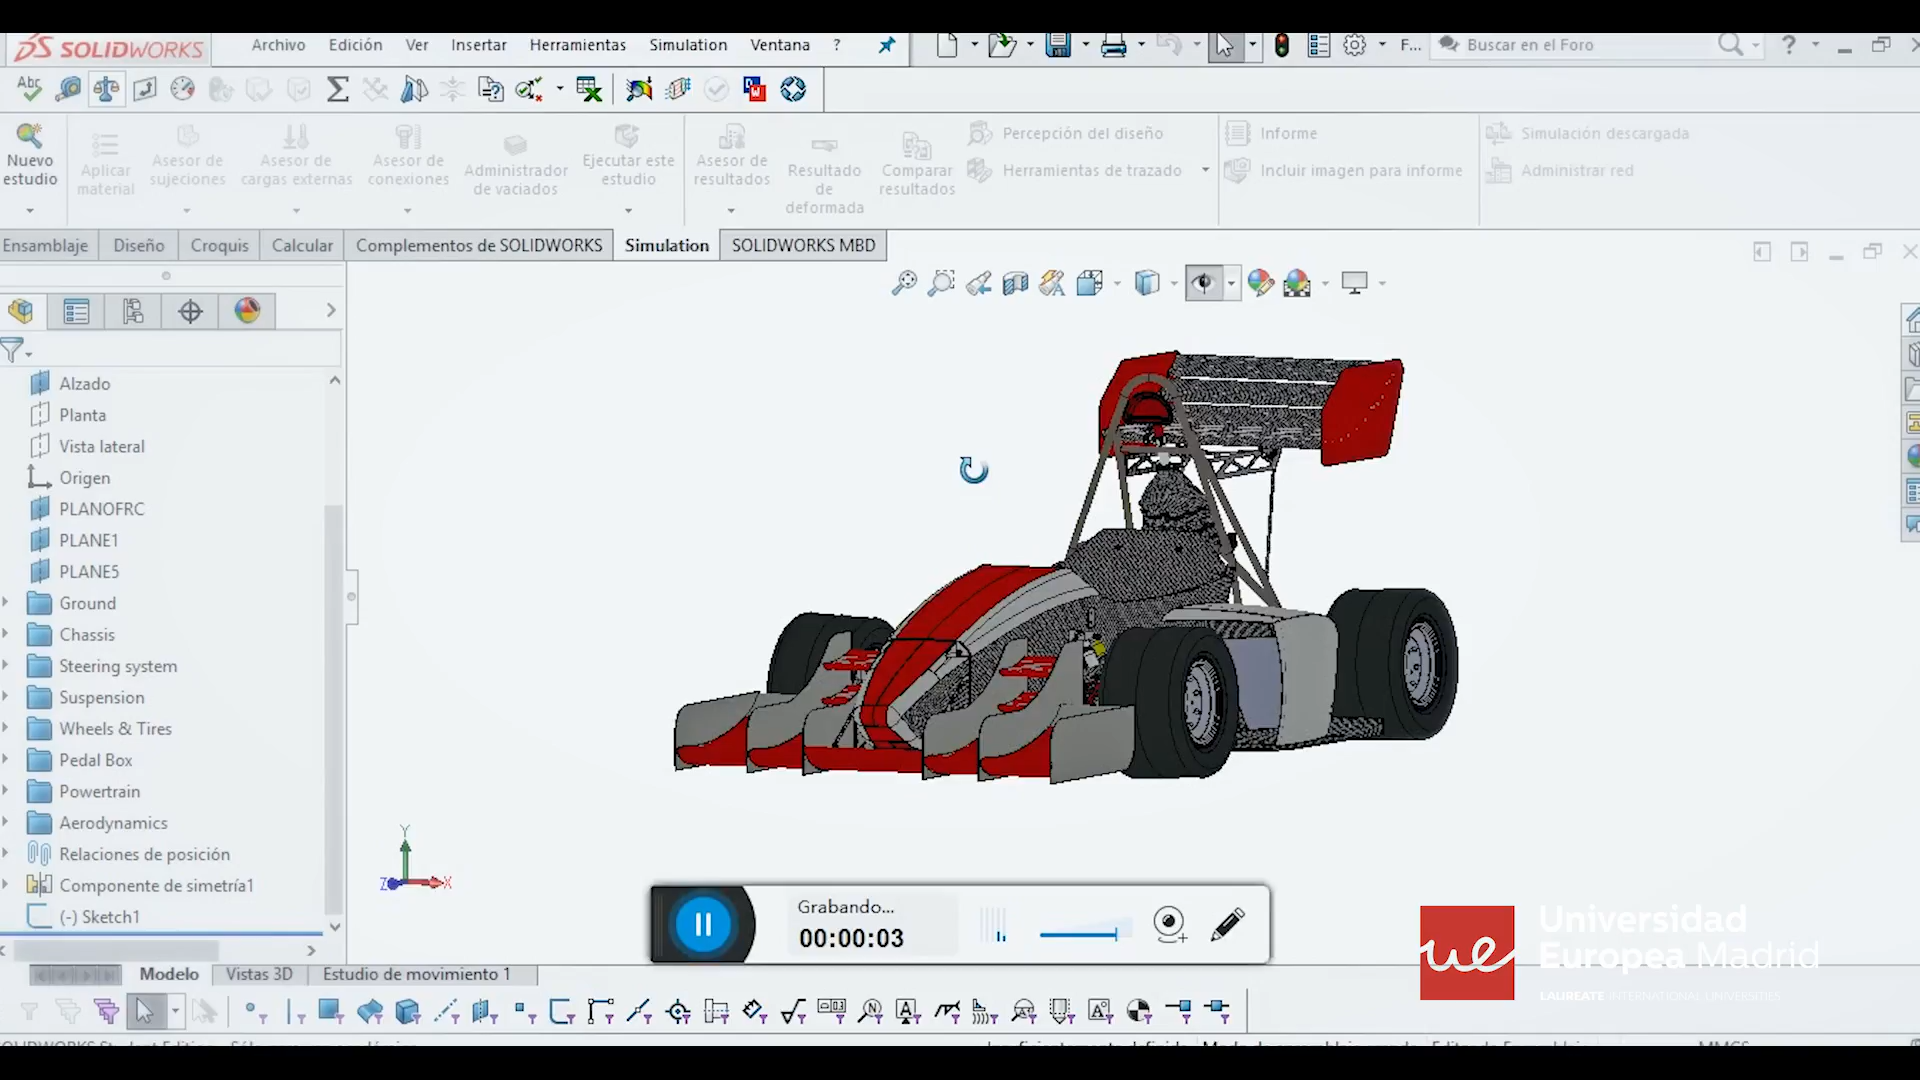 SOLIDWORKS Archivo Edición Ver Insertar Herramientas Simulation Ventana ? F... Buscar en el Foro ?
Abc
Nuevo estudio
Aplicar material
Asesor de sujeciones
Asesor de cargas externas
Asesor de conexiones
Administrador de vaciados
Ejecutar este estudio
Asesor de resultados
Resultado de deformada
Comparar resultados
Percepción del diseño
Herramientas de trazado
Informe
Incluir imagen para informe
Simulación descargada
Administrar red
Ensamblaje Diseño Croquis Calcular Complementos de SOLIDWORKS Simulation SOLIDWORKS MBD
Alzado
Planta
Vista lateral
Origen
PLANOFRC
PLANE1
PLANE5
Ground
Chassis
Steering system
Suspension
Wheels & Tires
Pedal Box
Powertrain
Aerodynamics
Relaciones de posición
Componente de simetría1
(-) Sketch1
Y
Z X
Grabando...
00:00:03
ue Universidad
Europea Madrid
LAUREATE INTERNATIONAL UNIVERSITIES
Modelo Vistas 3D Estudio de movimiento 1